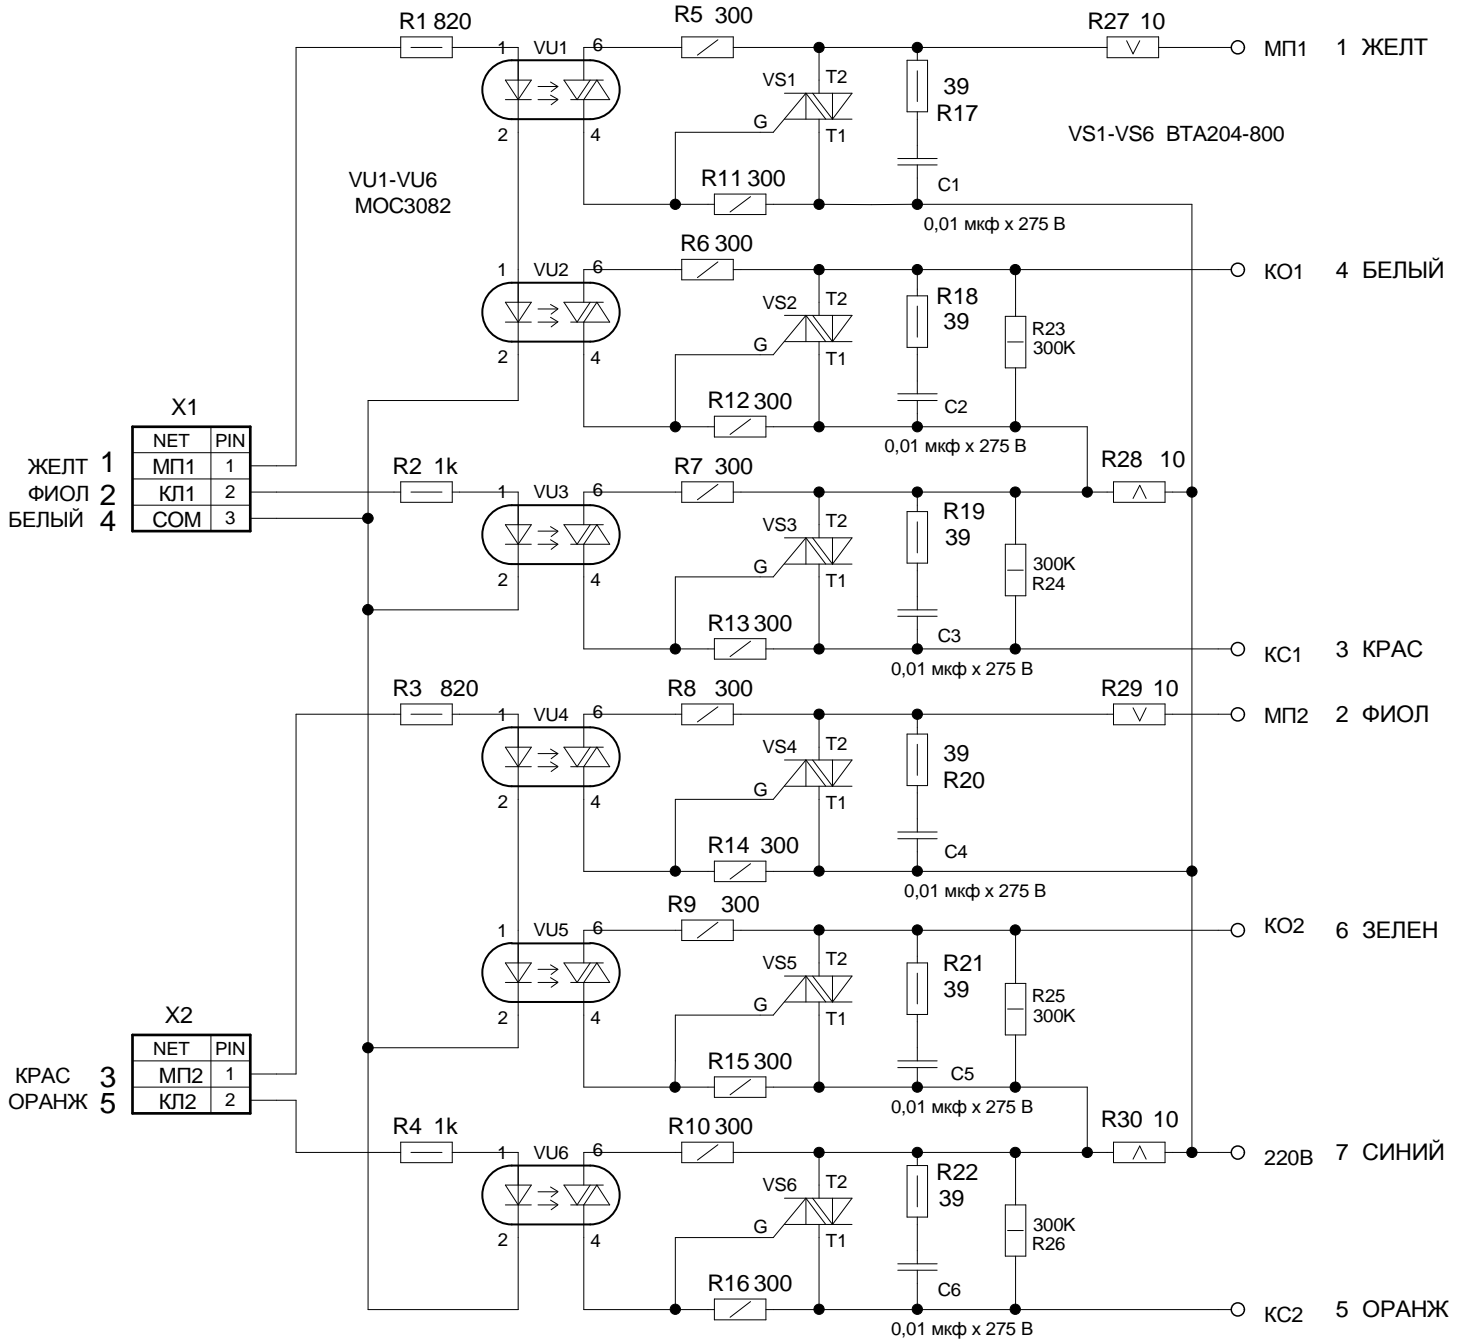 R1 820
VU1
1
6
2
4
R5 300
VS1
T2
G
T1
R11 300
39
R17
C1
0,01 мкф x 275 В
R27 10
МП1 1 ЖЕЛТ
VS1-VS6 BTA204-800
VU1-VU6
MOC3082
1
VU2
6
2
4
R6 300
VS2
T2
G
T1
R12 300
R18
39
C2
0,01 мкф x 275 В
R23
300K
КО1 4 БЕЛЫЙ
X1
NET PIN
ЖЕЛТ 1 МП1 1
ФИОЛ 2 КЛ1 2
БЕЛЫЙ 4 COM 3
R2 1k
1
VU3
6
2
4
R7 300
VS3
T2
G
T1
R13 300
R19
39
C3
0,01 мкф x 275 В
300K
R24
R28 10
КС1 3 КРАС
R3 820
1
VU4
6
2
4
R8 300
VS4
T2
G
T1
R14 300
39
R20
C4
0,01 мкф x 275 В
R29 10
МП2 2 ФИОЛ
1
VU5
6
2
4
R9 300
VS5
T2
G
T1
R15 300
R21
39
C5
0,01 мкф x 275 В
R25
300K
КО2 6 ЗЕЛЕН
X2
NET PIN
КРАС 3 МП2 1
ОРАНЖ 5 КЛ2 2
R4 1k
1
VU6
6
2
4
R10 300
VS6
T2
G
T1
R16 300
R22
39
C6
0,01 мкф x 275 В
300K
R26
R30 10
220В 7 СИНИЙ
КС2 5 ОРАНЖ